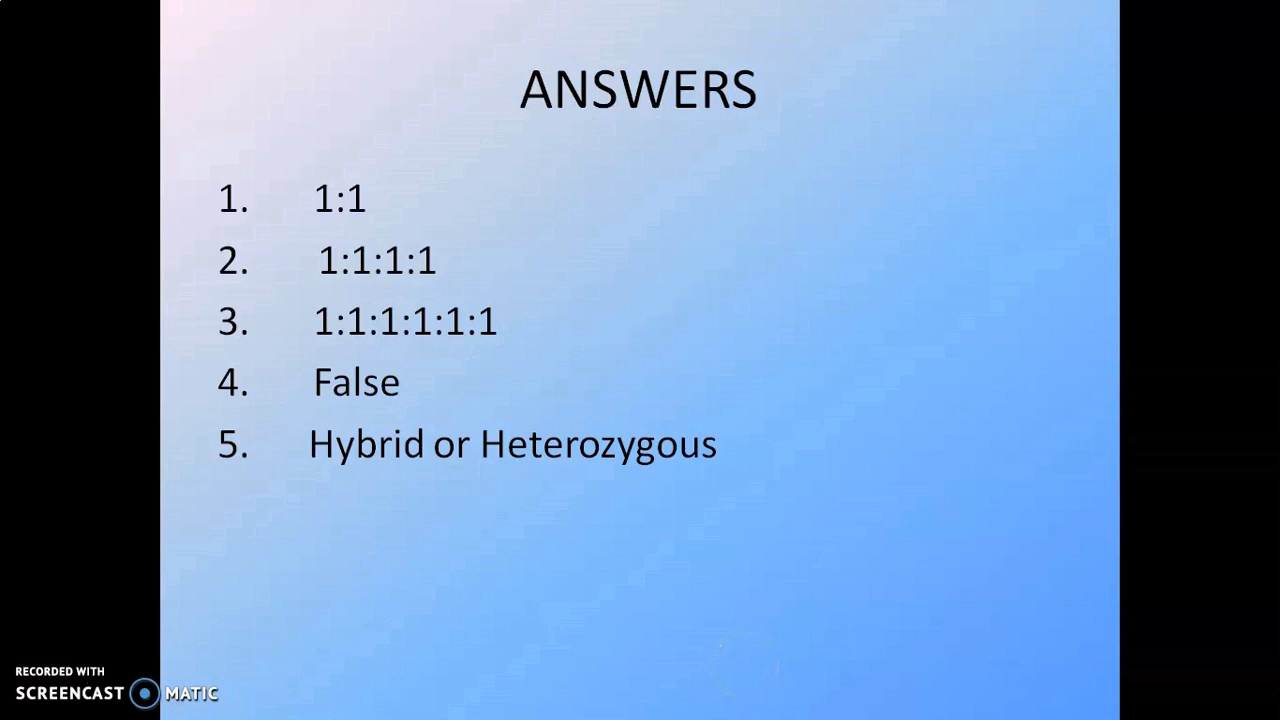 ANSWERS
1. 1:1
2. 1:1:1:1
3. 1:1:1:1:1:1
4. False
5. Hybrid or Heterozygous
RECORDED WITH
SCREENCAST MATIC